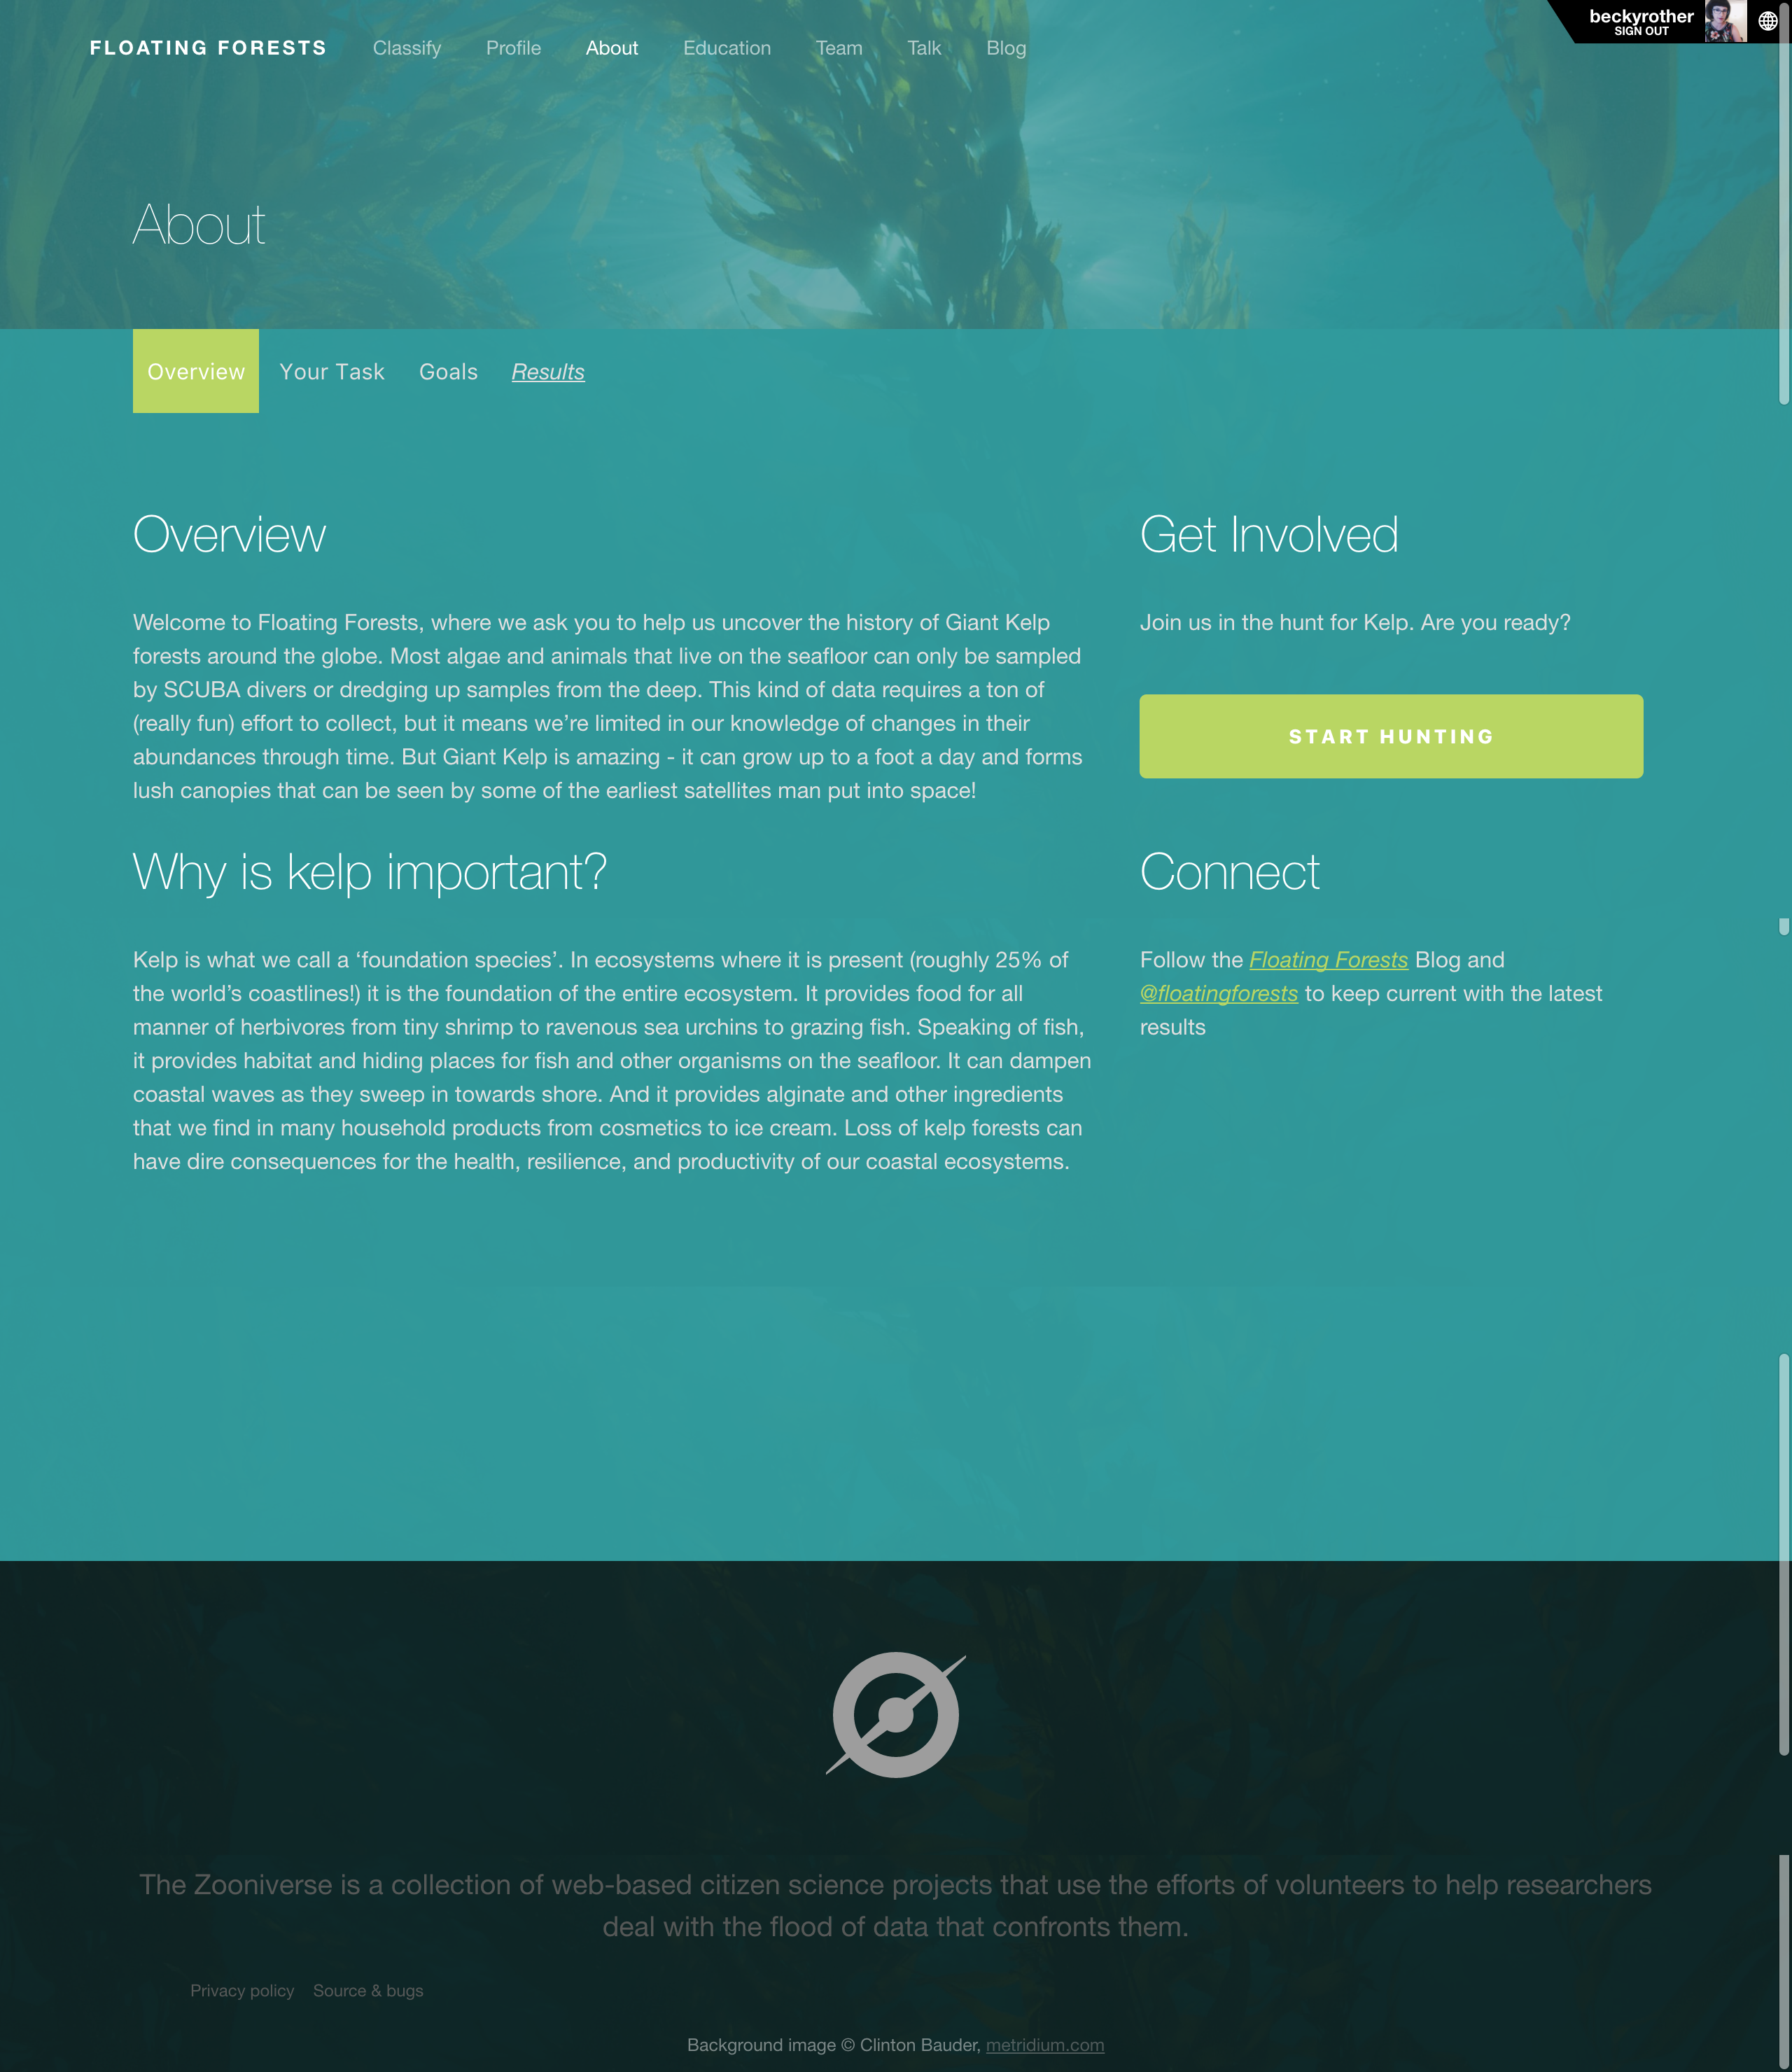 FLOATING FORESTS Classify Profile About Education Team Talk Blog
beckyrother
SIGN OUT
About
Overview Your Task Goals Results
Overview
Welcome to Floating Forests, where we ask you to help us uncover the history of Giant Kelp
forests around the globe. Most algae and animals that live on the seafloor can only be sampled
by SCUBA divers or dredging up samples from the deep. This kind of data requires a ton of
(really fun) effort to collect, but it means we’re limited in our knowledge of changes in their
abundances through time. But Giant Kelp is amazing - it can grow up to a foot a day and forms
lush canopies that can be seen by some of the earliest satellites man put into space!
Why is kelp important?
Kelp is what we call a ‘foundation species’. In ecosystems where it is present (roughly 25% of
the world’s coastlines!) it is the foundation of the entire ecosystem. It provides food for all
manner of herbivores from tiny shrimp to ravenous sea urchins to grazing fish. Speaking of fish,
it provides habitat and hiding places for fish and other organisms on the seafloor. It can dampen
coastal waves as they sweep in towards shore. And it provides alginate and other ingredients
that we find in many household products from cosmetics to ice cream. Loss of kelp forests can
have dire consequences for the health, resilience, and productivity of our coastal ecosystems.
Get Involved
Join us in the hunt for Kelp. Are you ready?
START HUNTING
Connect
Follow the Floating Forests Blog and
@floatingforests to keep current with the latest
results
The Zooniverse is a collection of web-based citizen science projects that use the efforts of volunteers to help researchers
deal with the flood of data that confronts them.
Privacy policy Source & bugs
Background image © Clinton Bauder, metridium.com